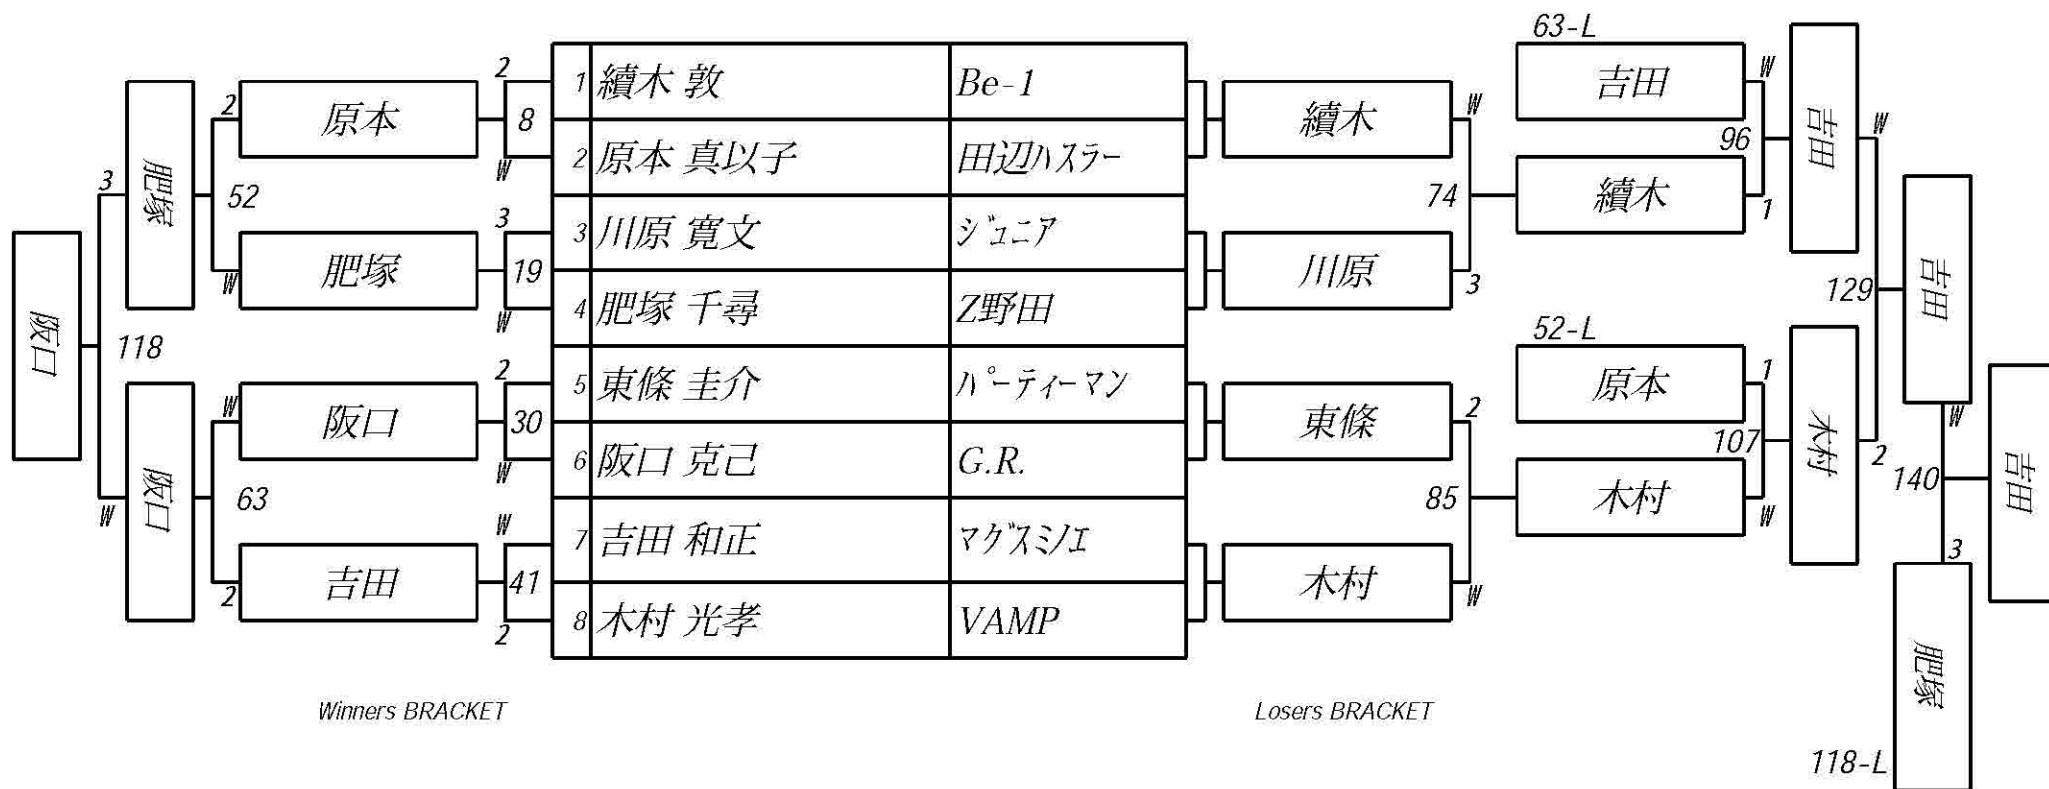 63-L
2
1 續木 敦 Be-1
續木
W
吉田
W
2
原本
8
W
2 原本 真以子 田辺ハスラー
96
吉田
W
3
肥塚
52
3
3 川原 寛文 ジュニア
74
續木
1
W
肥塚
19
W
4 肥塚 千尋 Z野田
川原
3
129
吉田
阪口
118
52-L
2
5 東條 圭介 パーティーマン
東條
2
原本
1
W
阪口
30
W
6 阪口 克己 G.R.
107
木村
2
W
W
阪口
63
W
7 吉田 和正 マグスミノエ
85
木村
W
140
吉田
2
吉田
41
2
8 木村 光孝 VAMP
木村
W
3
肥塚
Winners BRACKET
Losers BRACKET
118-L